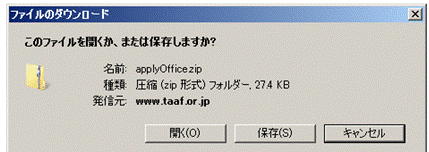 ファイルのダウンロード
このファイルを開くか、または保存しますか?
名前: applyOffice.zip
種類: 圧縮 (zip 形式) フォルダー, 27.4 KB
発信元: www.taaf.or.jp
開く(O) 保存(S) キャンセル